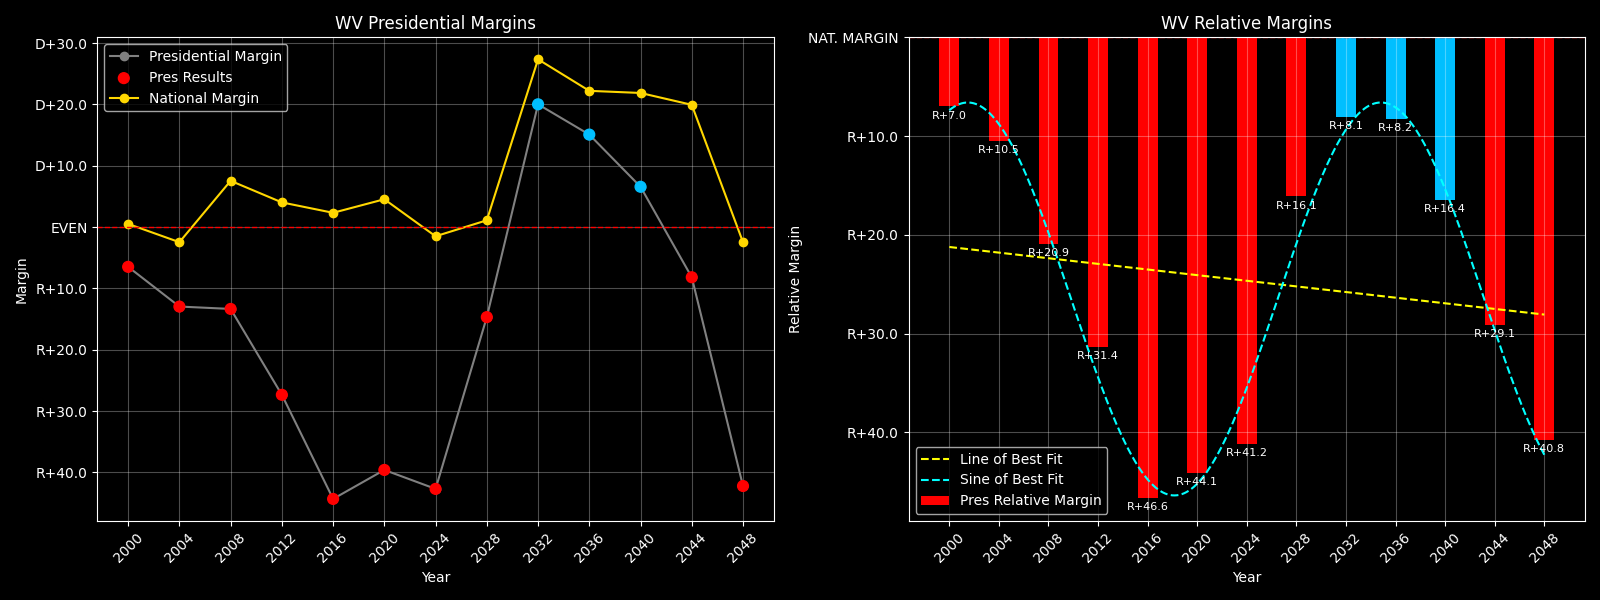 WV Presidential Margins
D+30.0
D+20.0
D+10.0
EVEN
R+10.0
R+20.0
R+30.0
R+40.0
Margin
Presidential Margin
Pres Results
National Margin
2000
2004
2008
2012
2016
2020
2024
2028
2032
2036
2040
2044
2048
Year
WV Relative Margins
NAT. MARGIN
R+10.0
R+20.0
R+30.0
R+40.0
Relative Margin
R+7.0
R+10.5
R+20.9
R+31.4
R+46.6
R+44.1
R+41.2
R+16.1
R+8.1
R+8.2
R+16.4
R+29.1
R+40.8
Line of Best Fit
Sine of Best Fit
Pres Relative Margin
2000
2004
2008
2012
2016
2020
2024
2028
2032
2036
2040
2044
2048
Year